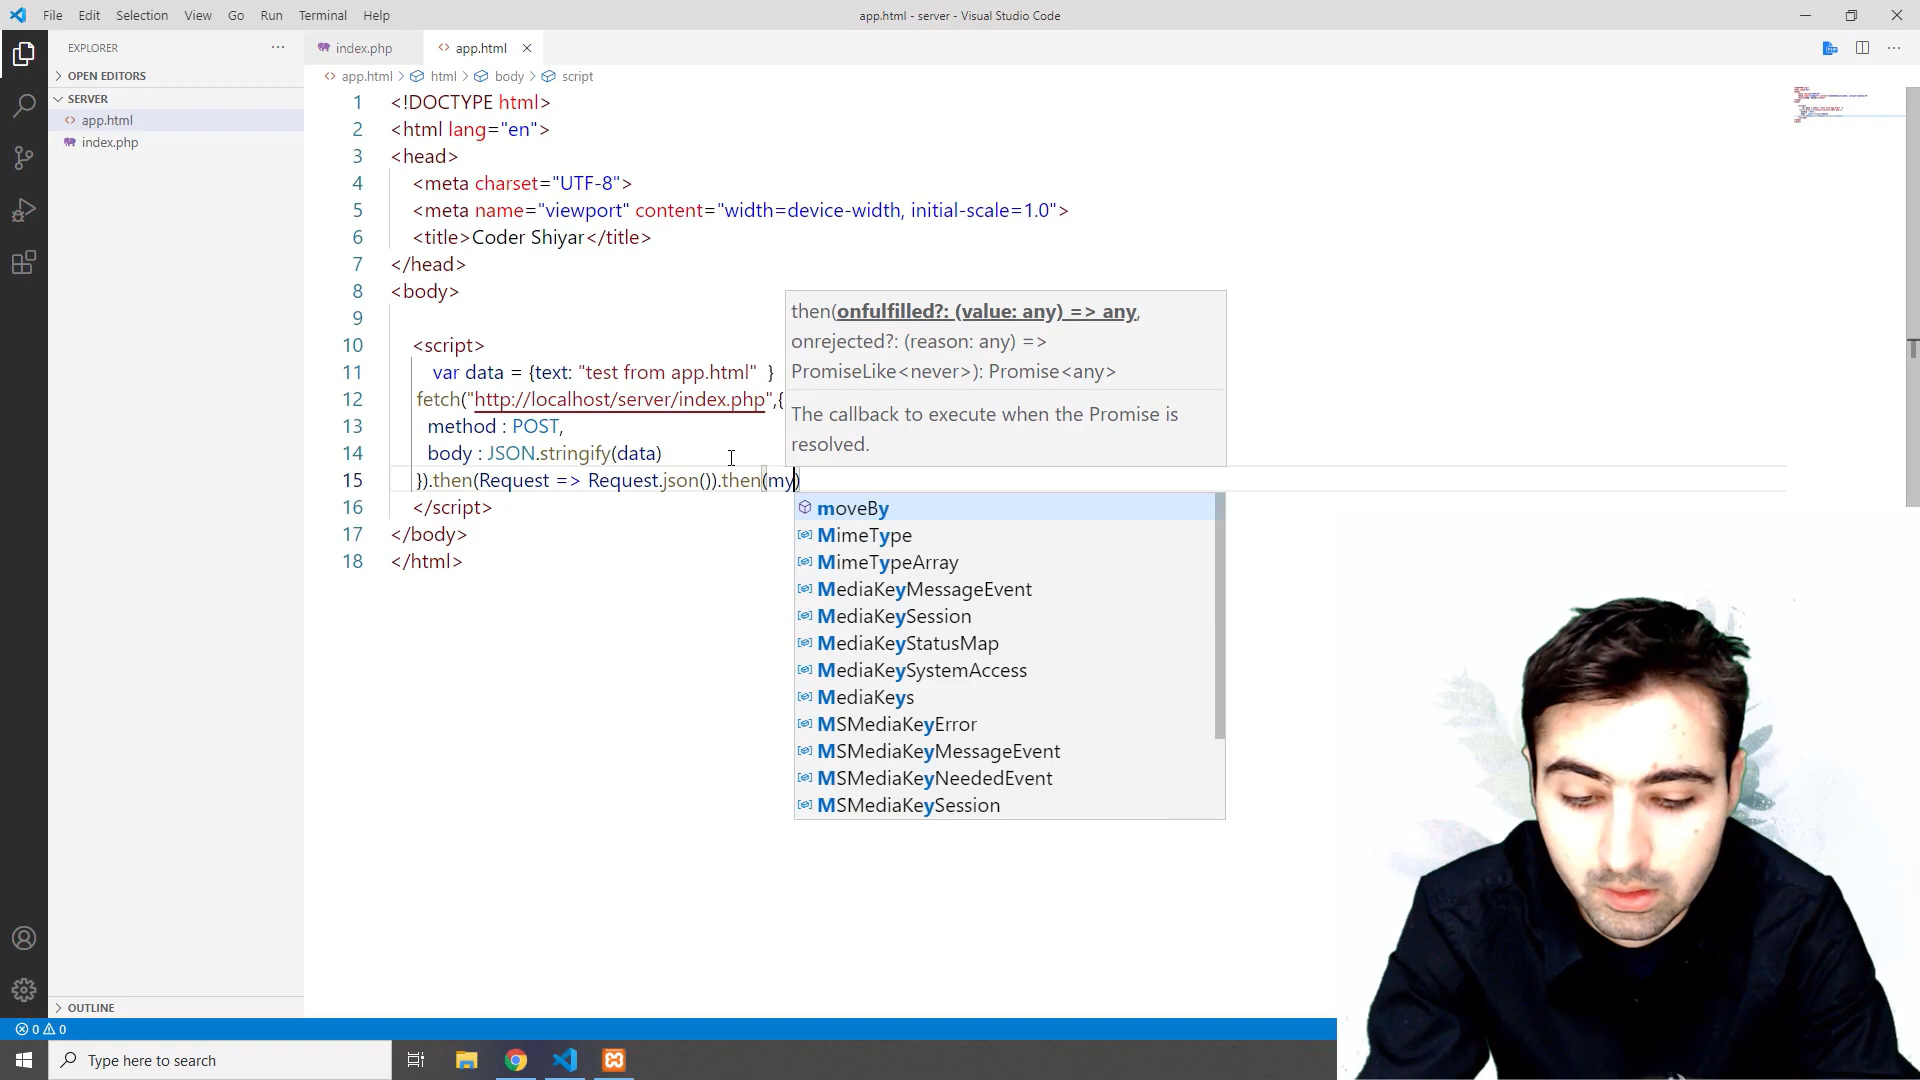 File Edit Selection View Go Run Terminal Help
app.html - server - Visual Studio Code
EXPLORER
OPEN EDITORS
SERVER
app.html
index.php
OUTLINE
index.php
app.html
app.html > html > body > script
1 <!DOCTYPE html>
2 <html lang="en">
3 <head>
4 <meta charset="UTF-8">
5 <meta name="viewport" content="width=device-width, initial-scale=1.0">
6 <title>Coder Shiyar</title>
7 </head>
8 <body>
9
10 <script>
11 var data = {text: "test from app.html" }
12 fetch("http://localhost/server/index.php",{
13 method : POST,
14 body : JSON.stringify(data)
15 }).then(Request => Request.json()).then(my)
16 </script>
17 </body>
18 </html>
then(onfulfilled?: (value: any) => any,
onrejected?: (reason: any) =>
PromiseLike<never>): Promise<any>
The callback to execute when the Promise is
resolved.
moveBy
MimeType
MimeTypeArray
MediaKeyMessageEvent
MediaKeySession
MediaKeyStatusMap
MediaKeySystemAccess
MediaKeys
MSMediaKeyError
MSMediaKeyMessageEvent
MSMediaKeyNeededEvent
MSMediaKeySession
0 0
Type here to search